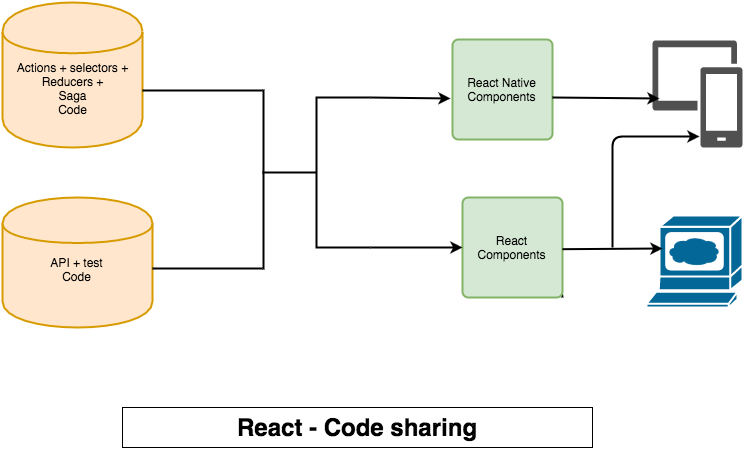 Actions + selectors +
Reducers +
Saga
Code
React Native
Components
API + test
Code
React
Components
React - Code sharing